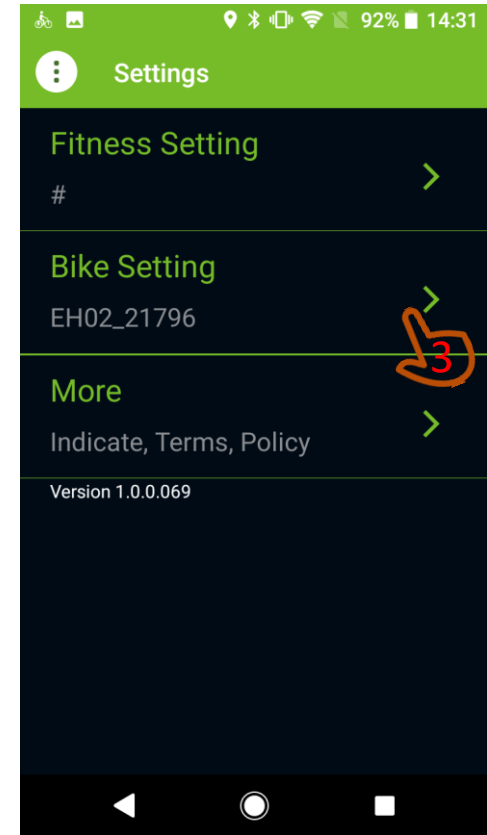 92% 14:31
Settings
Fitness Setting
#
Bike Setting
EH02_21796
3
More
Indicate, Terms, Policy
Version 1.0.0.069